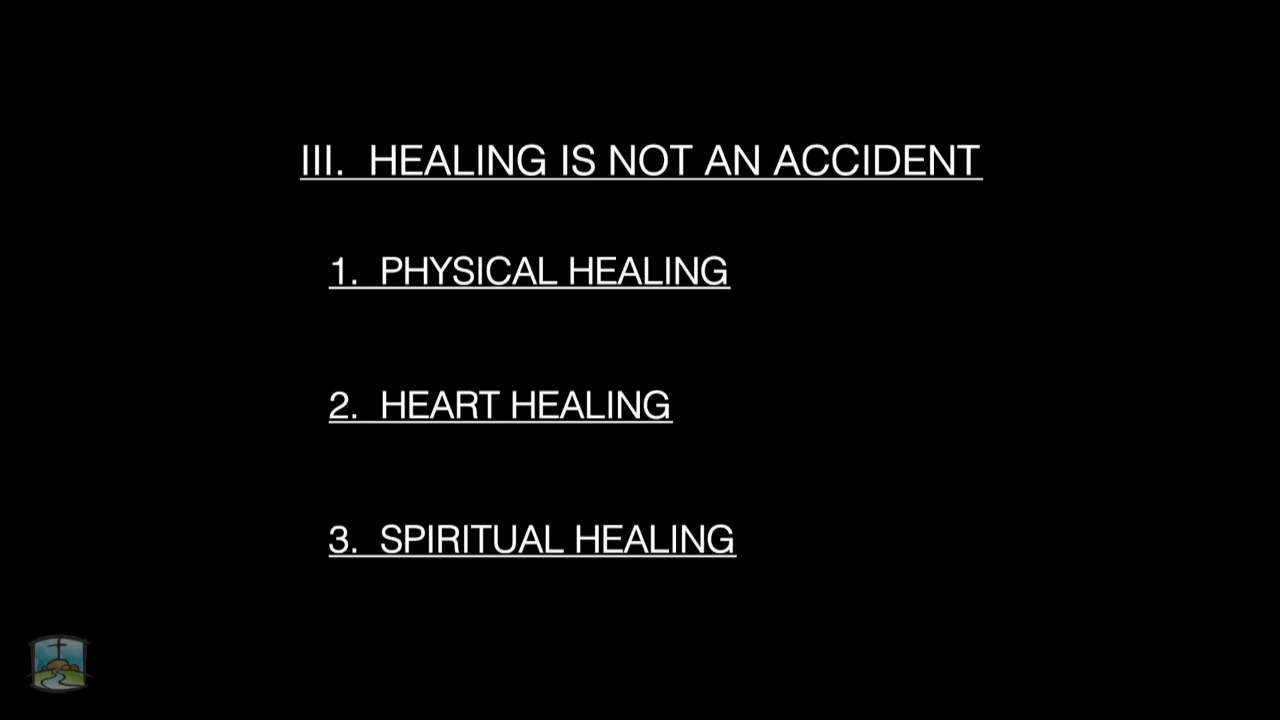 III. HEALING IS NOT AN ACCIDENT
1. PHYSICAL HEALING
2. HEART HEALING
3. SPIRITUAL HEALING